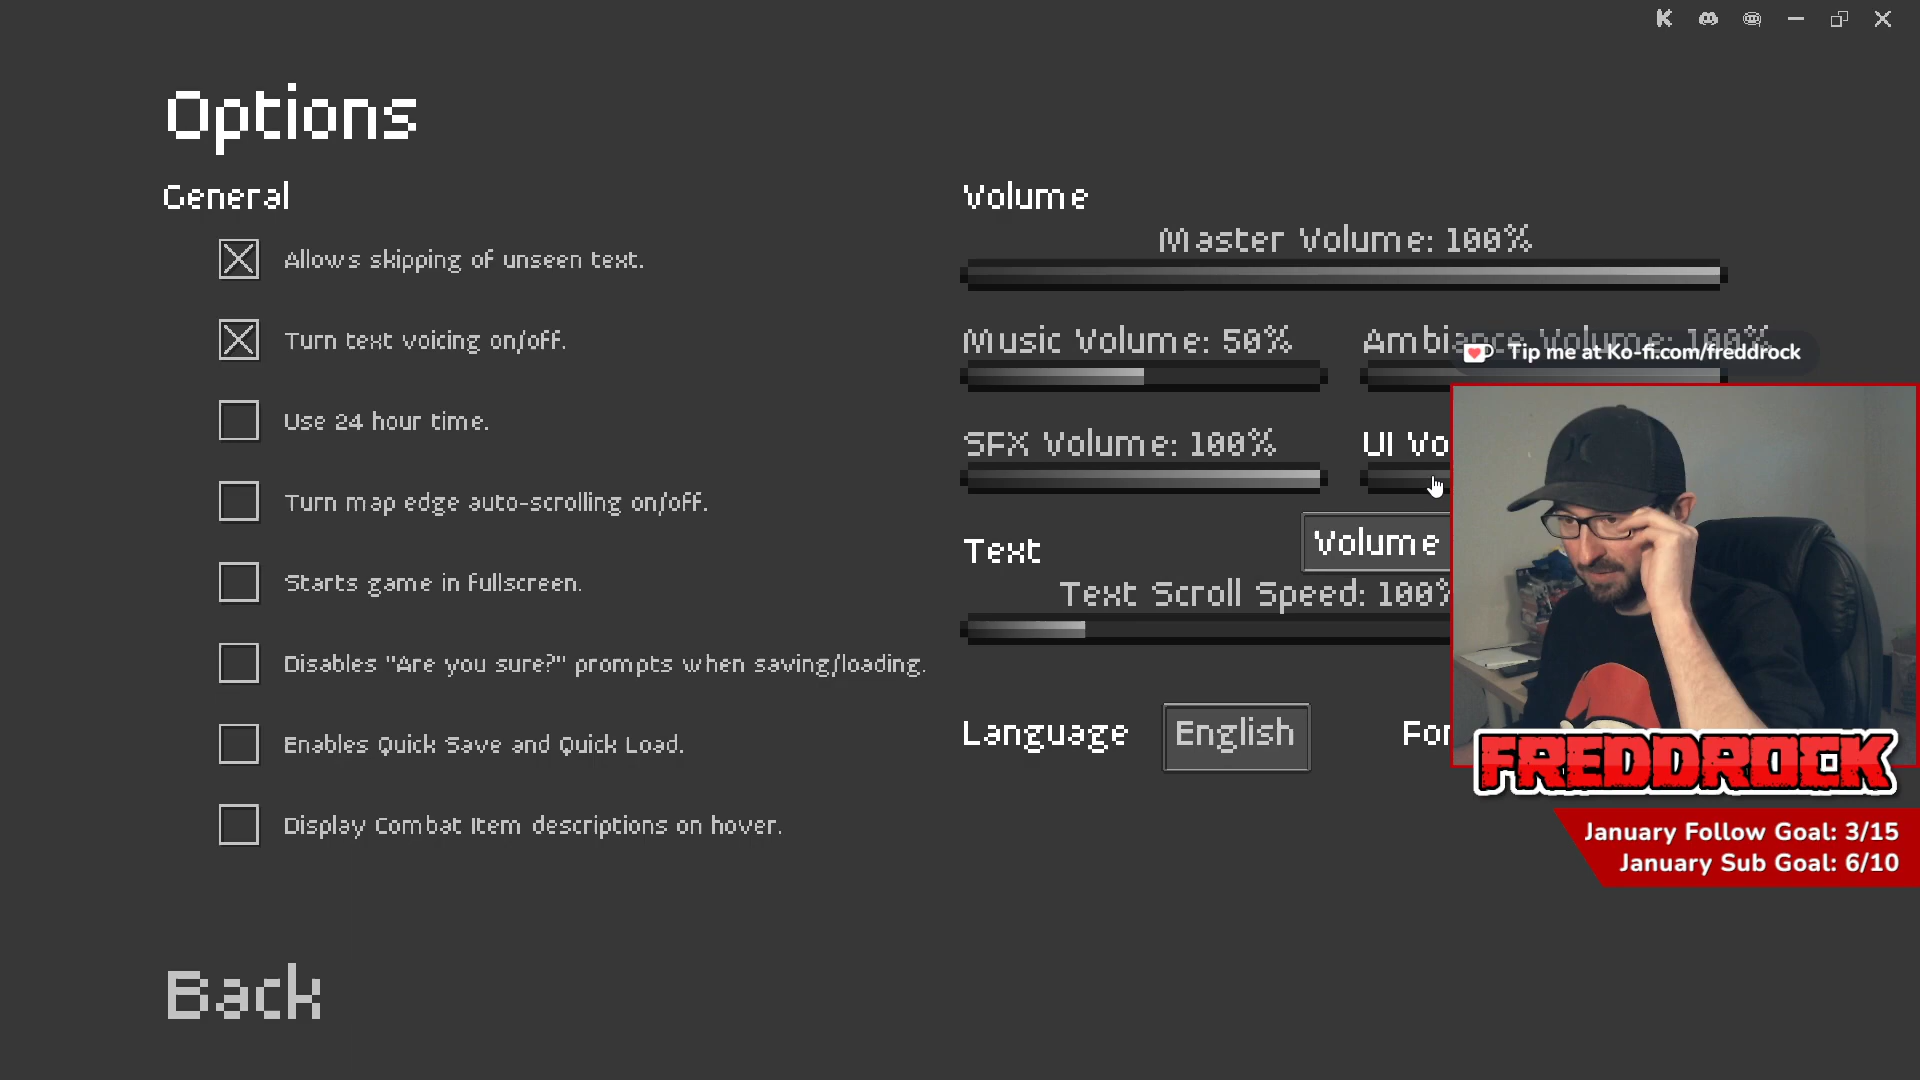 Options
General
Allows skipping of unseen text.
Turn text voicing on/off.
Use 24 hour time.
Turn map edge auto-scrolling on/off.
Starts game in fullscreen.
Disables "Are you sure?" prompts when saving/loading.
Enables Quick Save and Quick Load.
Display Combat Item descriptions on hover.
Back
Volume
Master Volume: 100%
Music Volume: 50%
Ambiance Volume: 100%
Tip me at Ko-fi.com/freddrock
SFX Volume: 100%
UI Vo
Volume
Text
Text Scroll Speed: 100%
Language
English
For
FREDDROCK
January Follow Goal: 3/15
January Sub Goal: 6/10